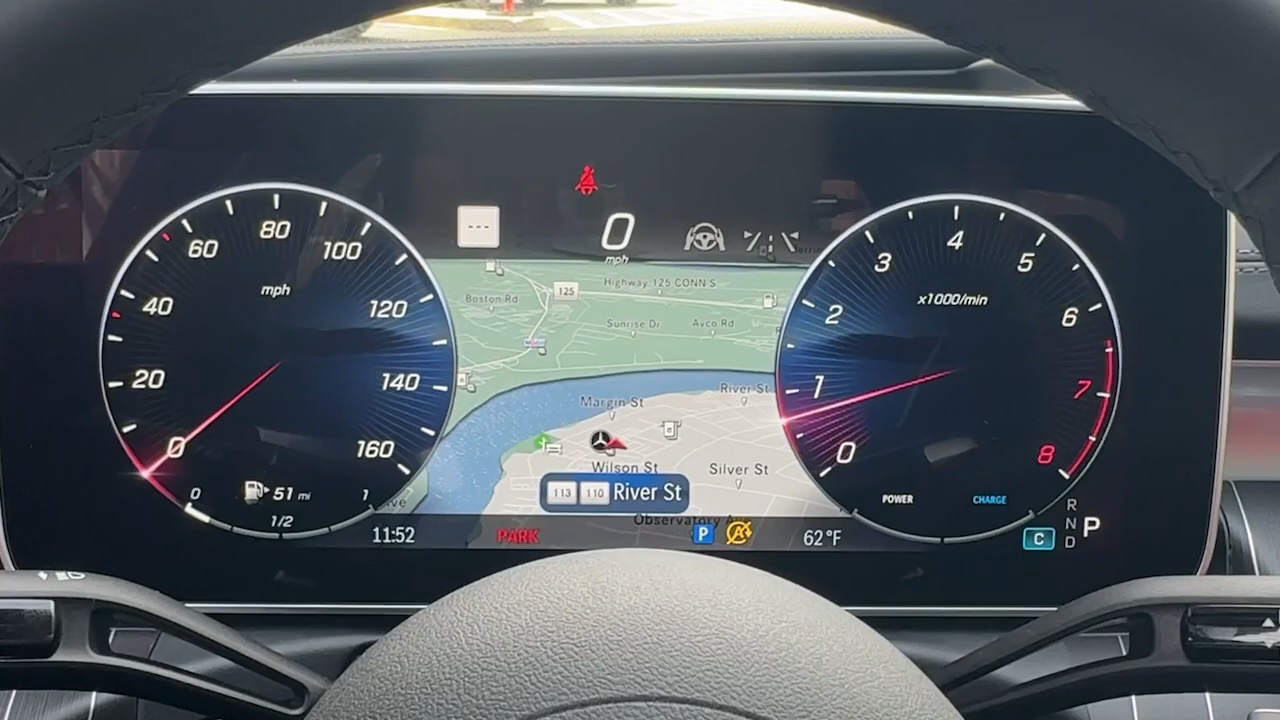 80
60
100
mph
40
120
20
140
0
160
51 mi
0
1
1/2
---
0
mph
Highway 125 CONN S
Boston Rd
125
Sunrise Dr
Avco Rd
River St
Margin St
Wilson St
Silver St
113 110 River St
Observatory A
ve
11:52
PARK
P
A
62°F
4
3
5
x1000/min
2
6
1
7
0
8
POWER
CHARGE
R
N
D
P
C